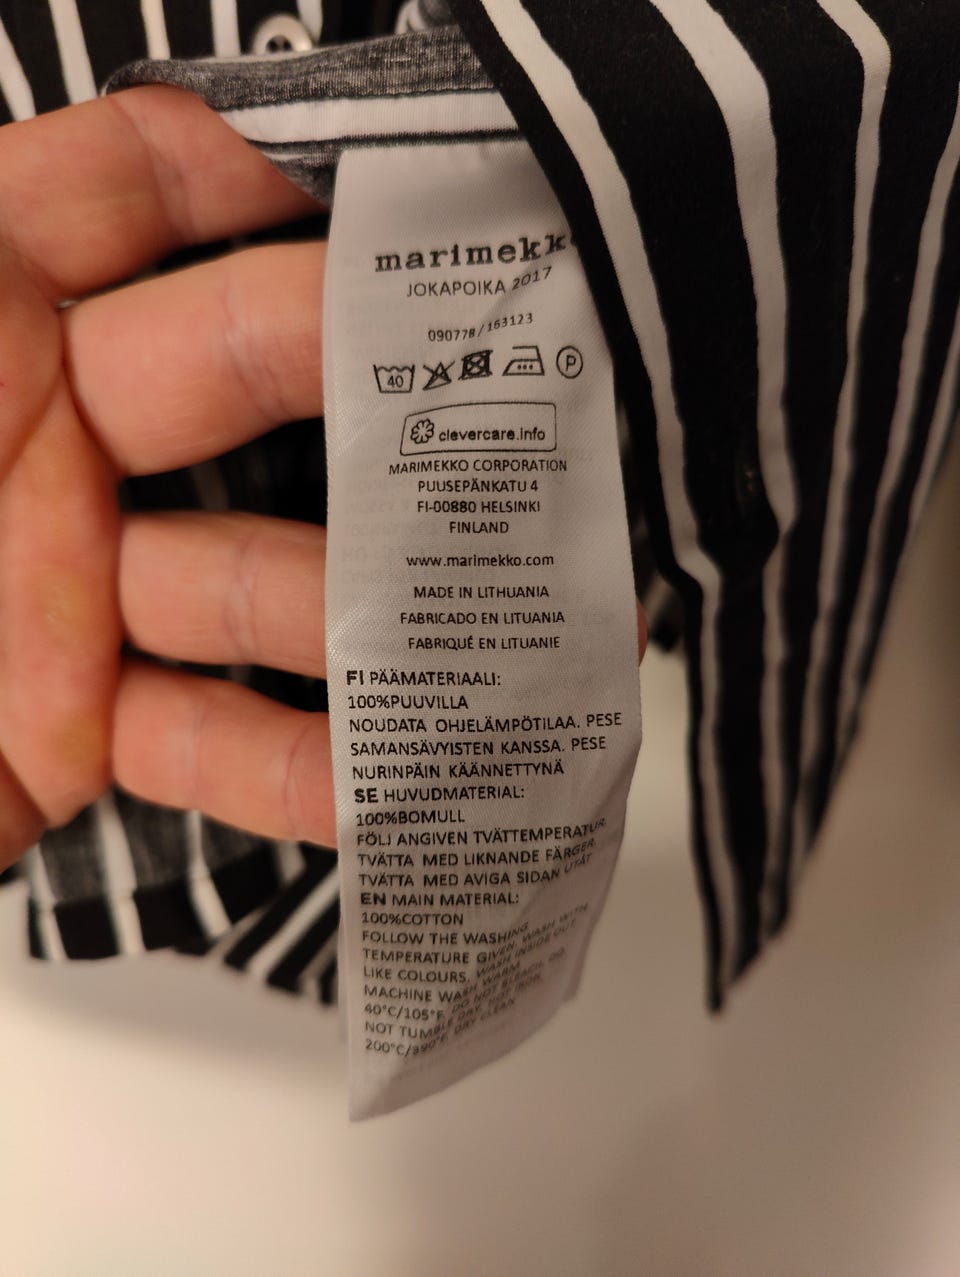 marimekko
JOKAPOIKA 2017
090778/163123
40 P
clevercare.info
MARIMEKKO CORPORATION
PUUSEPÄNKATU 4
FI-00880 HELSINKI
FINLAND
www.marimekko.com
MADE IN LITHUANIA
FABRICADO EN LITUANIA
FABRIQUÉ EN LITUANIE
FI PÄÄMATERIAALI:
100%PUUVILLA
NOUDATA OHJELÄMPÖTILAA. PESE
SAMANSÄVYISTEN KANSSA. PESE
NURINPÄIN KÄÄNNETTYNÄ
SE HUVUDMATERIAL:
100%BOMULL
FÖLJ ANGIVEN TVÄTTEMPERATUR.
TVÄTTA MED LIKNANDE FÄRGER.
TVÄTTA MED AVIGA SIDAN UTÅT
EN MAIN MATERIAL:
100%COTTON
FOLLOW THE WASHING
TEMPERATURE GIVEN. WASH WITH
LIKE COLOURS. WASH INSIDE OUT
MACHINE WASH WARM
40°C/105°F. DO NOT BLEACH. DO
NOT TUMBLE DRY. HOT IRON,
200°C/390°F. DRY CLEAN